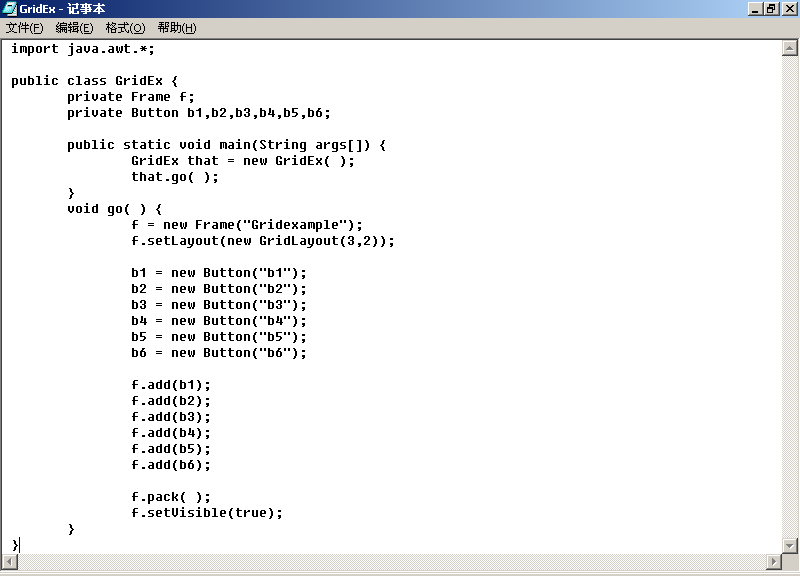 GridEx - 记事本
文件(F) 编辑(E) 格式(O) 帮助(H)
import java.awt.*;
public class GridEx {
private Frame f;
private Button b1,b2,b3,b4,b5,b6;
public static void main(String args[]) {
GridEx that = new GridEx( );
that.go( );
}
void go( ) {
f = new Frame("Gridexample");
f.setLayout(new GridLayout(3,2));
b1 = new Button("b1");
b2 = new Button("b2");
b3 = new Button("b3");
b4 = new Button("b4");
b5 = new Button("b5");
b6 = new Button("b6");
f.add(b1);
f.add(b2);
f.add(b3);
f.add(b4);
f.add(b5);
f.add(b6);
f.pack( );
f.setVisible(true);
}
}